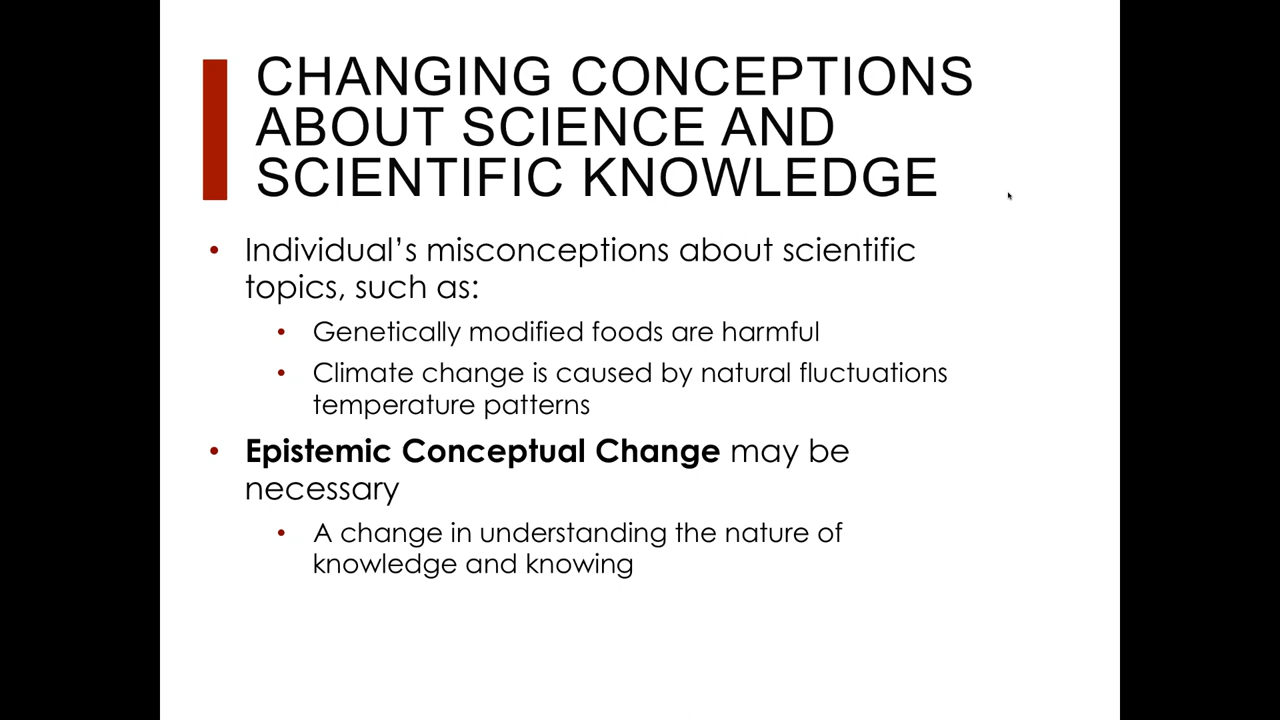 CHANGING CONCEPTIONS
ABOUT SCIENCE AND
SCIENTIFIC KNOWLEDGE
• Individual’s misconceptions about scientific
topics, such as:
• Genetically modified foods are harmful
• Climate change is caused by natural fluctuations
temperature patterns
• Epistemic Conceptual Change may be
necessary
• A change in understanding the nature of
knowledge and knowing